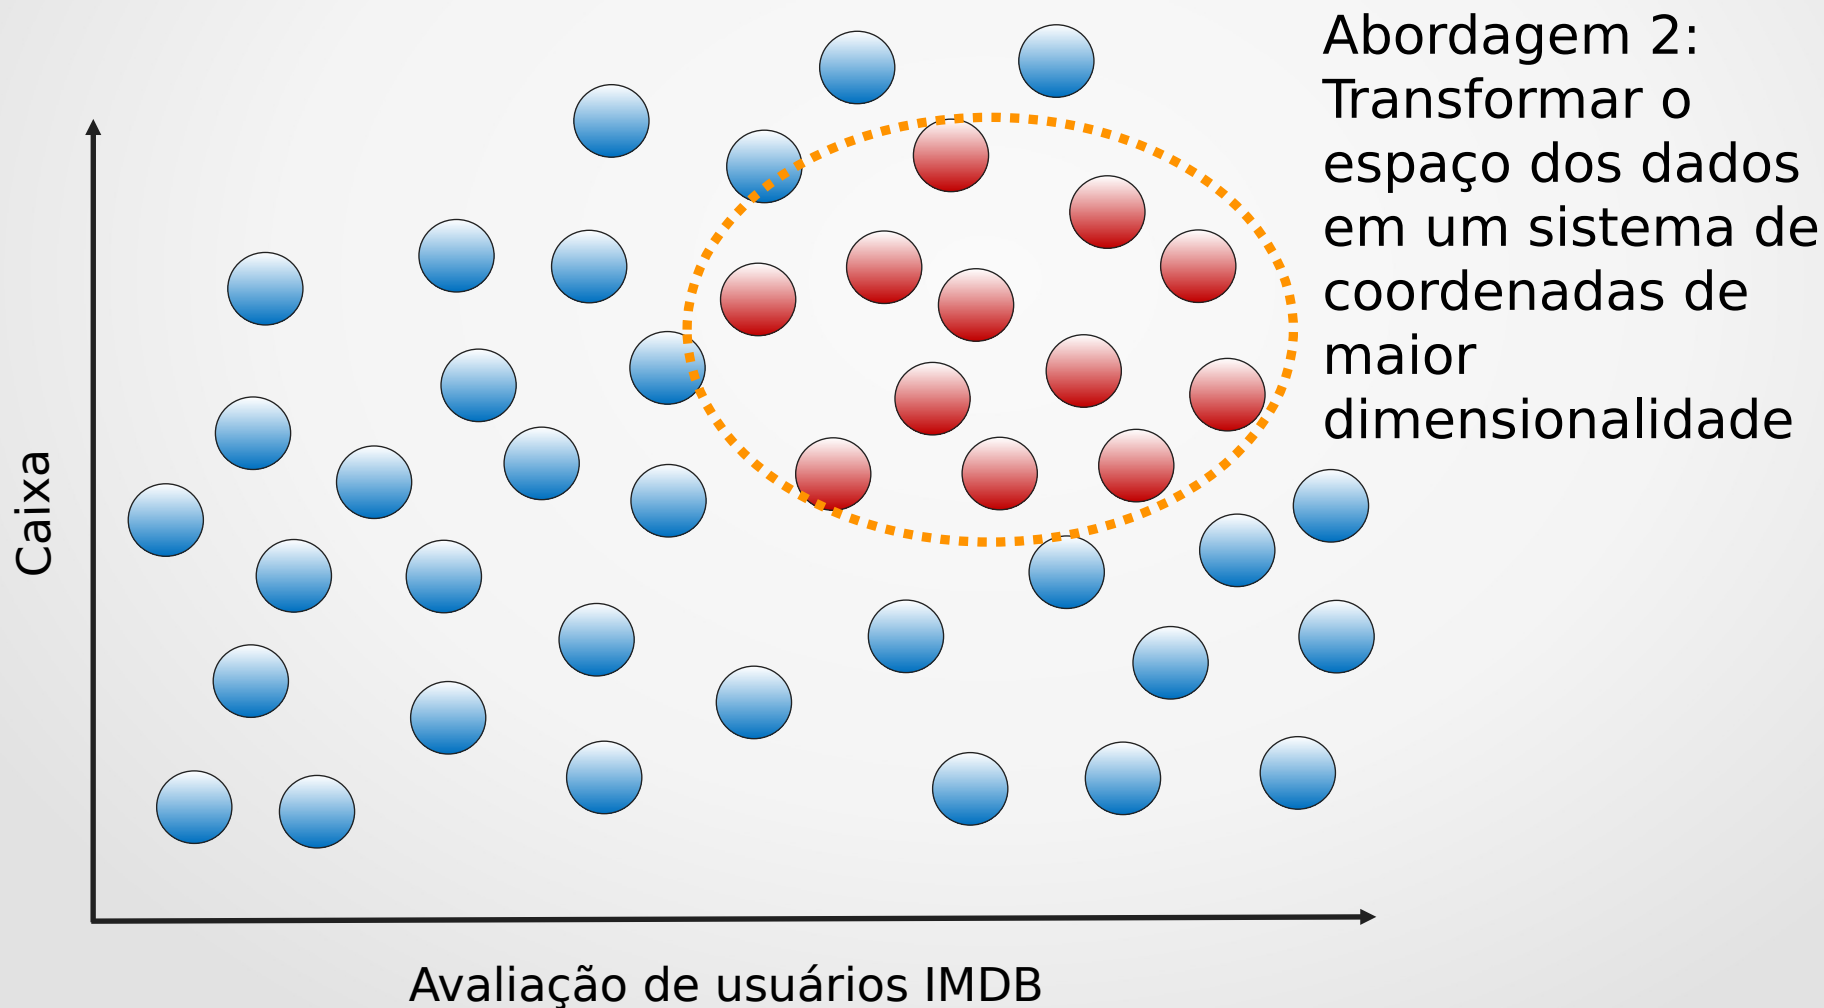 Abordagem 2:
Transformar o
espaço dos dados
em um sistema de
coordenadas de
maior
dimensionalidade
Caixa
Avaliação de usuários IMDB